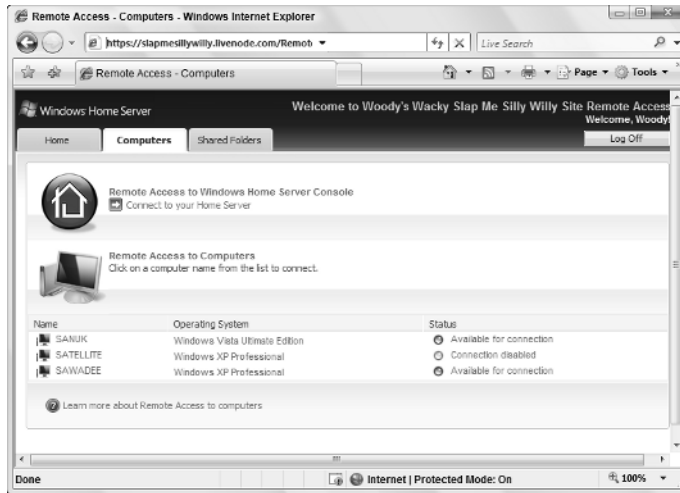 Remote Access - Computers - Windows Internet Explorer
https://slapmesillywilly.livenode.com/Remot
Live Search
Remote Access - Computers
Page Tools
Windows Home Server
Welcome to Woody's Wacky Slap Me Silly Willy Site Remote Access
Welcome, Woody!
Home Computers Shared Folders Log Off
Remote Access to Windows Home Server Console
Connect to your Home Server
Remote Access to Computers
Click on a computer name from the list to connect.
Name Operating System Status
SANUK Windows Vista Ultimate Edition Available for connection
SATELLITE Windows XP Professional Connection disabled
SAWADEE Windows XP Professional Available for connection
Learn more about Remote Access to computers
Done Internet | Protected Mode: On 100%